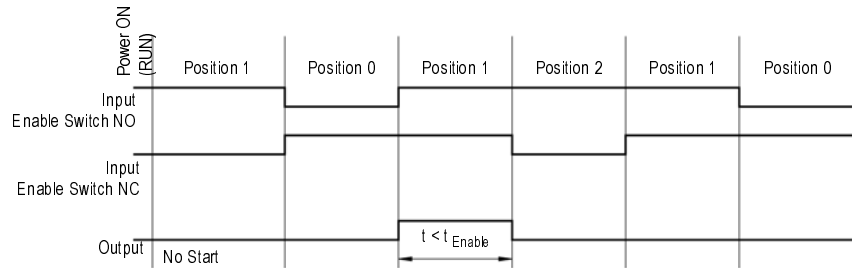 Power ON
(RUN)
Position 1
Position 0
Position 1
Position 2
Position 1
Position 0
Input
Enable Switch NO
Input
Enable Switch NC
Output
No Start
t < t Enable